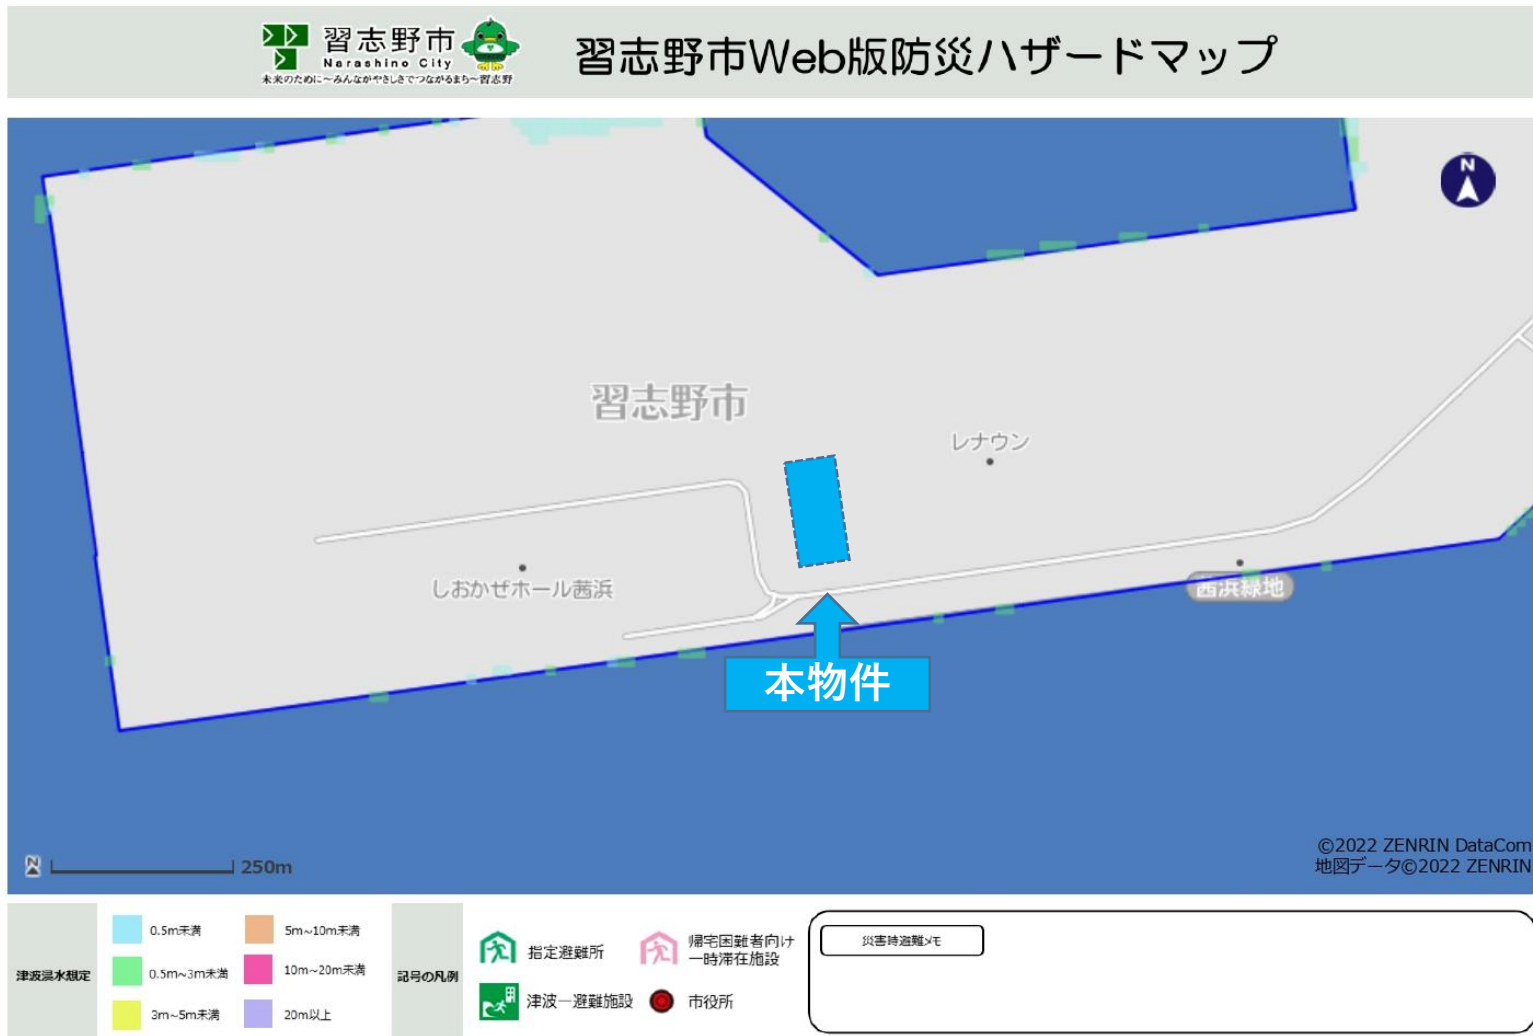 習志野市
Narashino City
未来のために～みんながやさしさでつながるまち～習志野
習志野市Web版防災ハザードマップ
N
習志野市
レナウン
しおかぜホール茜浜
茜浜緑地
本物件
N
250m
©2022 ZENRIN DataCom
地図データ©2022 ZENRIN
津波浸水想定
0.5m未満
0.5m~3m未満
3m~5m未満
5m~10m未満
10m~20m未満
20m以上
記号の凡例
指定避難所
津波一避難施設
帰宅困難者向け
一時滞在施設
市役所
災害時避難メモ